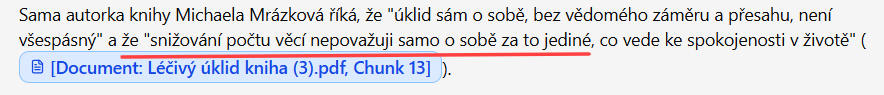 Sama autorka knihy Michaela Mrázková říká, že "úklid sám o sobě, bez vědomého záměru a přesahu, není
všespásný" a že "snižování počtu věcí nepovažuji samo o sobě za to jediné, co vede ke spokojenosti v životě" (
[Document: Léčivý úklid kniha (3).pdf, Chunk 13] ).